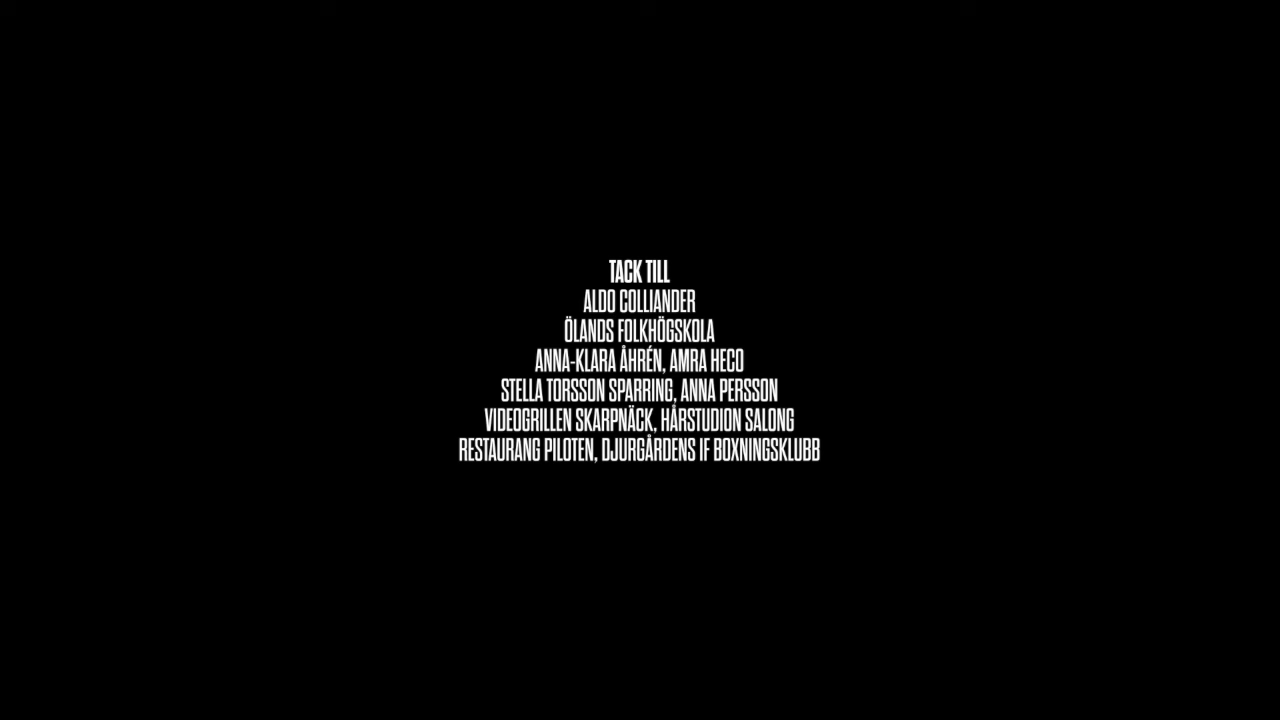 TACK TILL
ALDO COLLIANDER
ÖLANDS FOLKHÖGSKOLA
ANNA-KLARA ÅHRÉN, AMRA HECO
STELLA TORSSON SPARRING, ANNA PERSSON
VIDEOGRILLEN SKARPNÄCK, HÅRSTUDION SALONG
RESTAURANG PILOTEN, DJURGÅRDENS IF BOXNINGSKLUBB